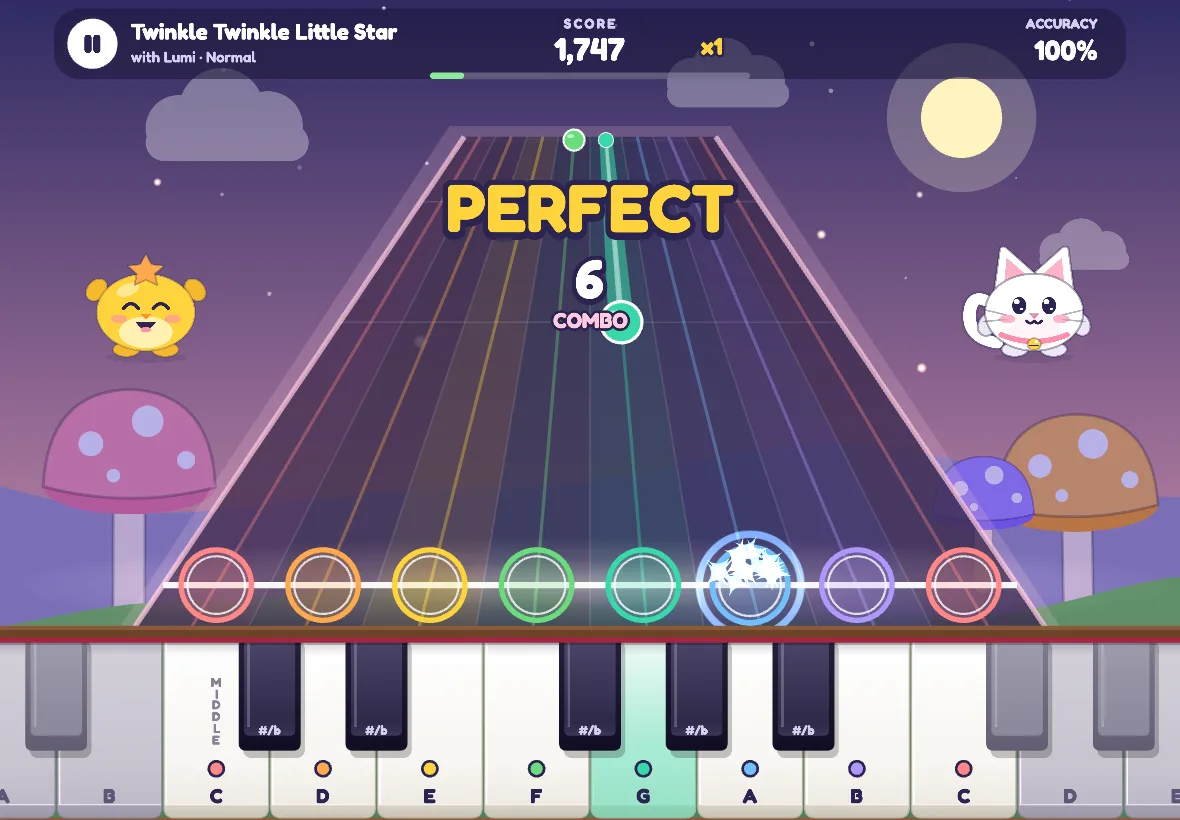 Twinkle Twinkle Little Star
with Lumi · Normal
SCORE
1,747
x1
ACCURACY
100%
PERFECT
6
COMBO
MIDDLE
#/b #/b #/b #/b #/b
A B C D E F G A B C D E